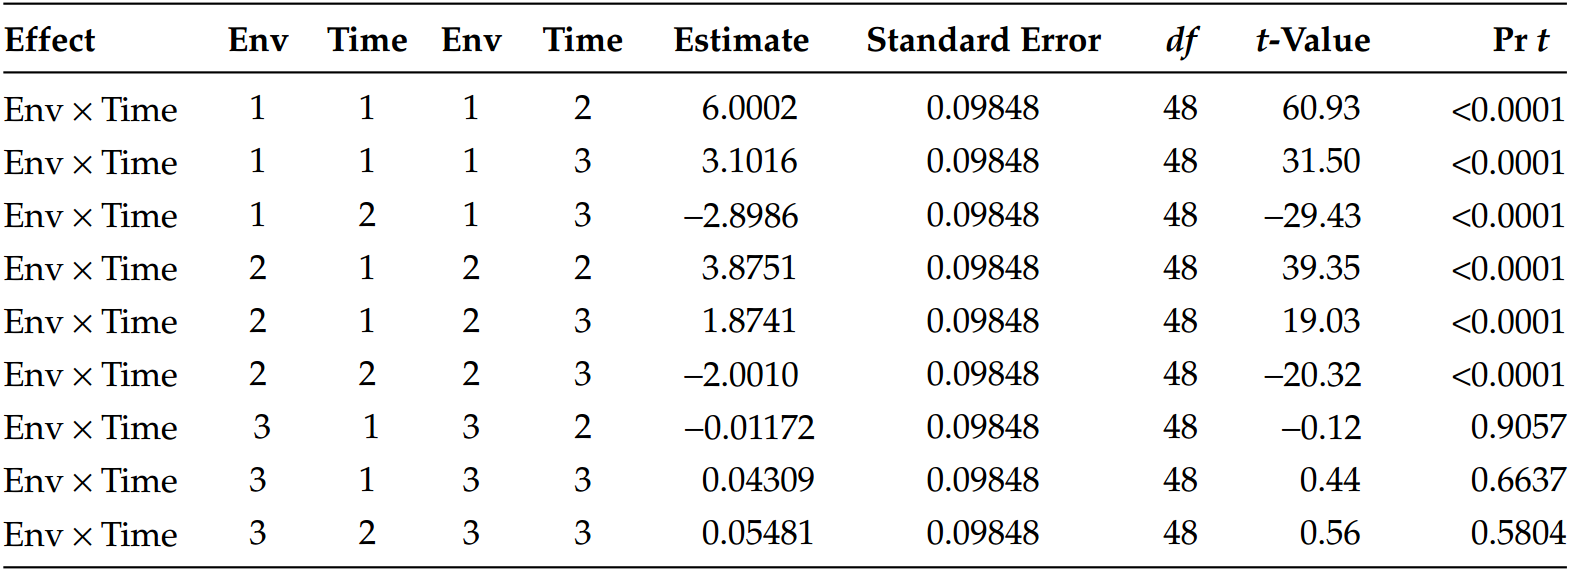 Effect Env Time Env Time Estimate Standard Error df t-Value Pr t
Env × Time 1 1 1 2 6.0002 0.09848 48 60.93 <0.0001
Env × Time 1 1 1 3 3.1016 0.09848 48 31.50 <0.0001
Env × Time 1 2 1 3 –2.8986 0.09848 48 –29.43 <0.0001
Env × Time 2 1 2 2 3.8751 0.09848 48 39.35 <0.0001
Env × Time 2 1 2 3 1.8741 0.09848 48 19.03 <0.0001
Env × Time 2 2 2 3 –2.0010 0.09848 48 –20.32 <0.0001
Env × Time 3 1 3 2 –0.01172 0.09848 48 –0.12 0.9057
Env × Time 3 1 3 3 0.04309 0.09848 48 0.44 0.6637
Env × Time 3 2 3 3 0.05481 0.09848 48 0.56 0.5804